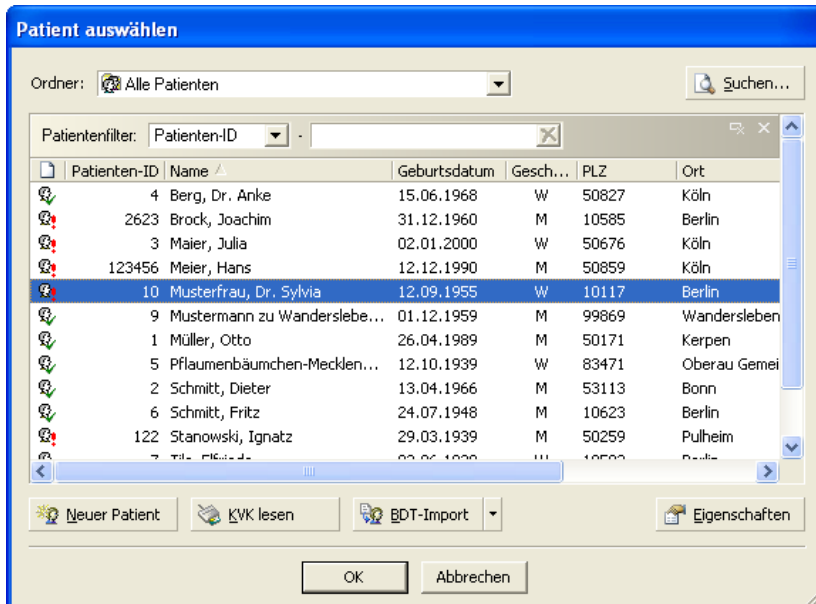 Patient auswählen
Ordner: Alle Patienten Suchen...
Patientenfilter: Patienten-ID -
Patienten-ID Name Geburtsdatum Gesch... PLZ Ort
4 Berg, Dr. Anke 15.06.1968 W 50827 Köln
2623 Brock, Joachim 31.12.1960 M 10585 Berlin
3 Maier, Julia 02.01.2000 W 50676 Köln
123456 Meier, Hans 12.12.1990 M 50859 Köln
10 Musterfrau, Dr. Sylvia 12.09.1955 W 10117 Berlin
9 Mustermann zu Wanderslebe... 01.12.1959 M 99869 Wandersleben
1 Müller, Otto 26.04.1989 M 50171 Kerpen
5 Pflaumenbäumchen-Mecklen... 12.10.1939 W 83471 Oberau Gemei
2 Schmitt, Dieter 13.04.1966 M 53113 Bonn
6 Schmitt, Fritz 24.07.1948 M 10623 Berlin
122 Stanowski, Ignatz 29.03.1939 M 50259 Pulheim
Neuer Patient KVK lesen BDT-Import Eigenschaften
OK Abbrechen